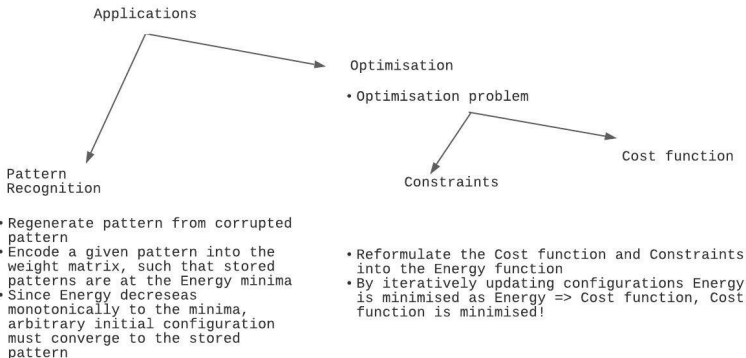 Applications
Optimisation
• Optimisation problem
Cost function
Pattern
Recognition
Constraints
• Regenerate pattern from corrupted
pattern
• Encode a given pattern into the
weight matrix, such that stored
patterns are at the Energy minima
• Since Energy decreseas
monotonically to the minima,
arbitrary initial configuration
must converge to the stored
pattern
• Reformulate the Cost function and Constraints
into the Energy function
• By iteratively updating configurations Energy
is minimised as Energy => Cost function, Cost
function is minimised!